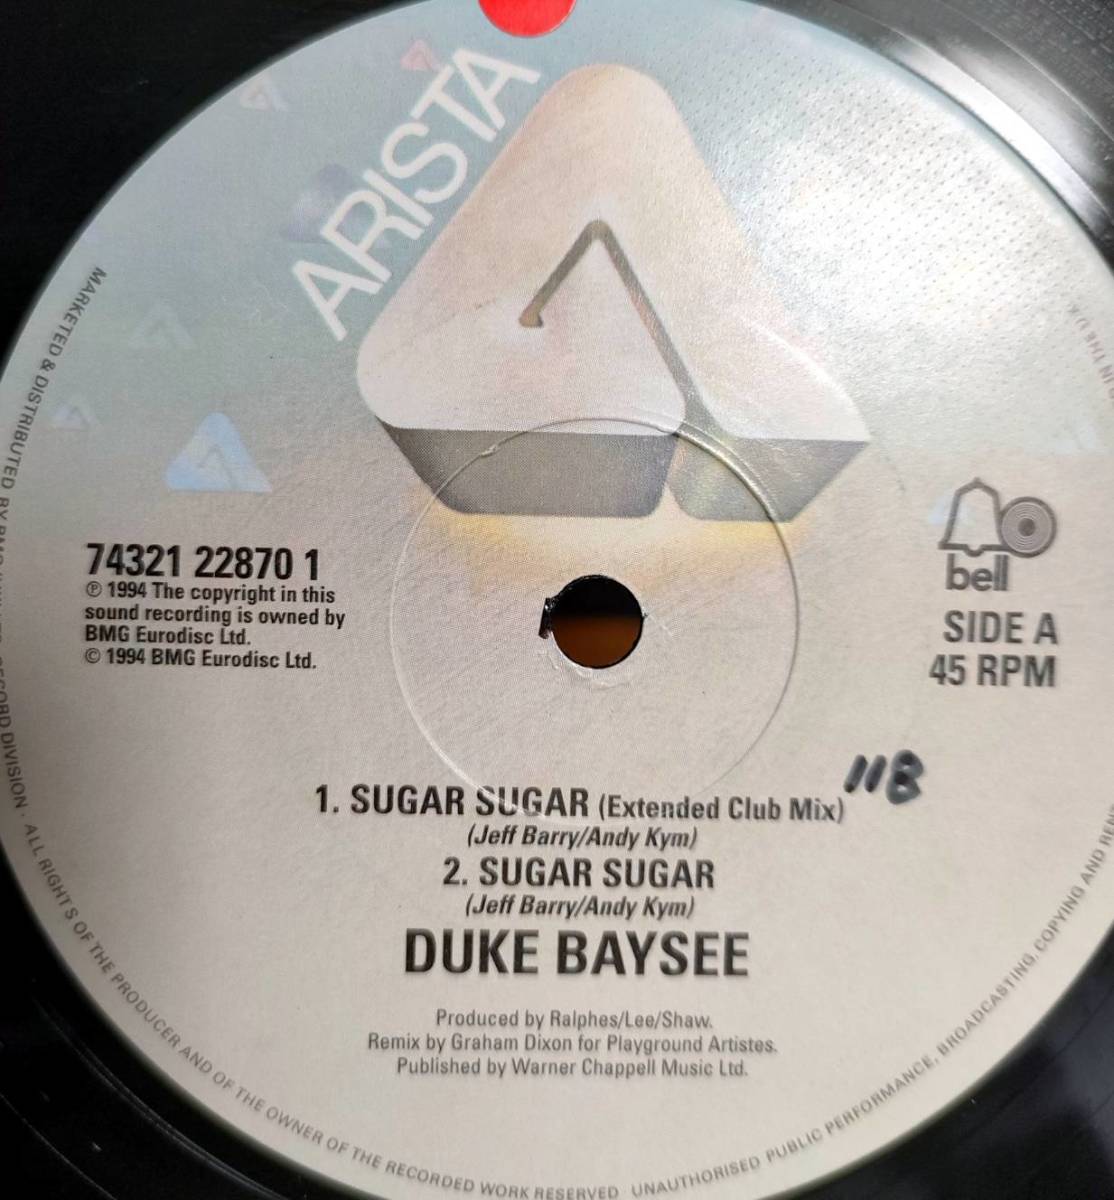 ARISTA
74321 22870 1
℗ 1994 The copyright in this
sound recording is owned by
BMG Eurodisc Ltd.
© 1994 BMG Eurodisc Ltd.
bell
SIDE A
45 RPM
1. SUGAR SUGAR (Extended Club Mix)
118
(Jeff Barry/Andy Kym)
2. SUGAR SUGAR
(Jeff Barry/Andy Kym)
DUKE BAYSEE
Produced by Ralphes/Lee/Shaw.
Remix by Graham Dixon for Playground Artistes.
Published by Warner Chappell Music Ltd.
MARKETED & DISTRIBUTED BY RECORD DIVISION · ALL RIGHTS OF THE PRODUCER AND OF THE OWNER OF THE RECORDED WORK RESERVED UNAUTHORISED PUBLIC PERFORMANCE, BROADCASTING, COPYING AND IN THE U.K.